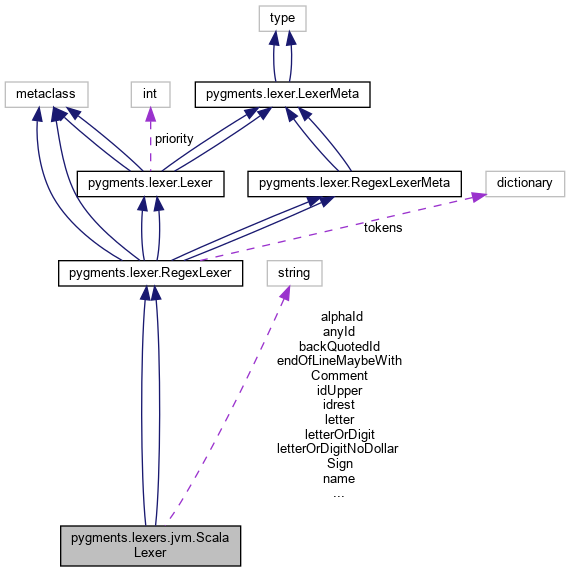 type
metaclass
int
pygments.lexer.LexerMeta
priority
pygments.lexer.Lexer
pygments.lexer.RegexLexerMeta
dictionary
tokens
pygments.lexer.RegexLexer
string
alphaId
anyId
backQuotedId
endOfLineMaybeWith
Comment
idUpper
idrest
letter
letterOrDigit
letterOrDigitNoDollar
Sign
name
...
pygments.lexers.jvm.Scala
Lexer